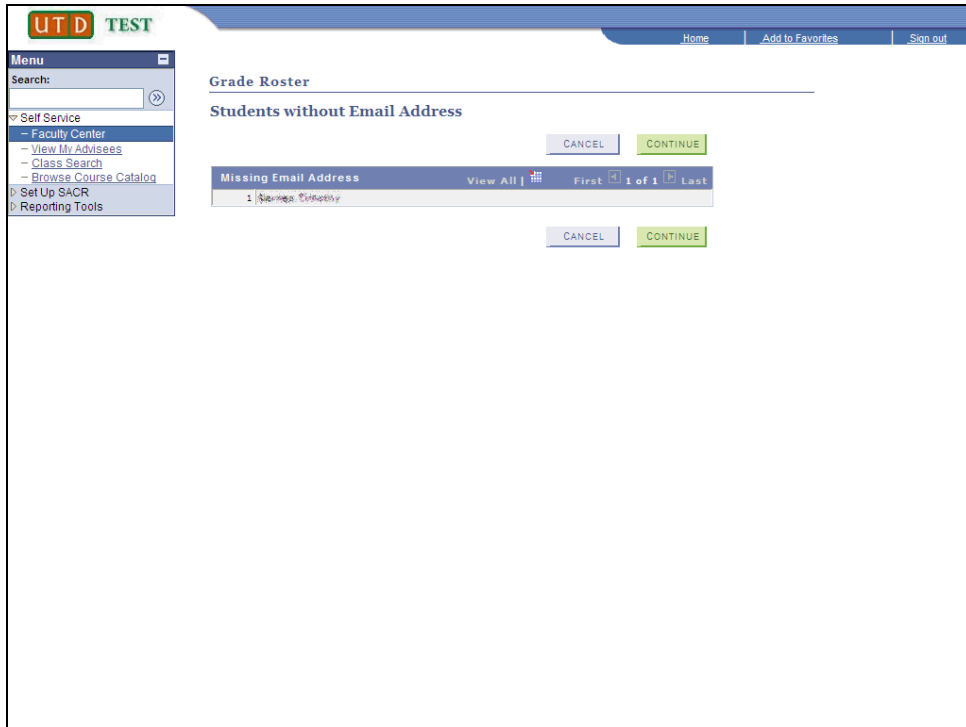 UTD TEST
Home | Add to Favorites | Sign out
Menu
Search:
Self Service
– Faculty Center
– View My Advisees
– Class Search
– Browse Course Catalog
Set Up SACR
Reporting Tools
Grade Roster
Students without Email Address
CANCEL CONTINUE
Missing Email Address View All | First 1 of 1 Last
1
CANCEL CONTINUE